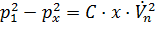 p₁² − pₓ² = C · x · V̇ₙ²